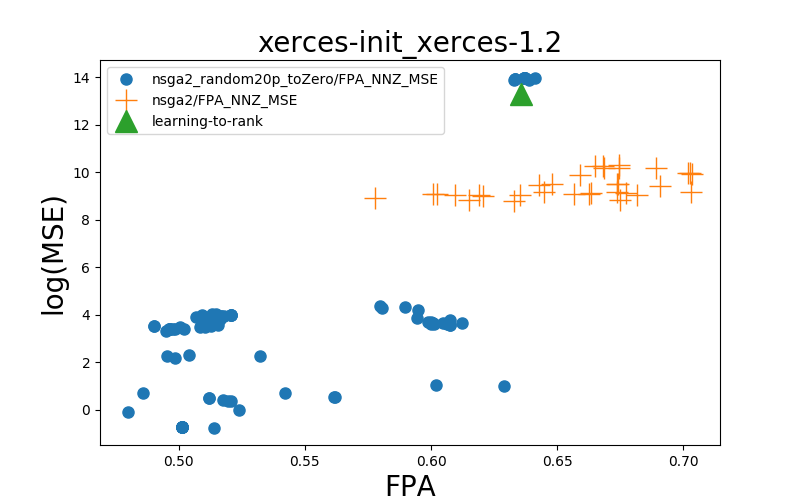 xerces-init_xerces-1.2
nsga2_random20p_toZero/FPA_NNZ_MSE
nsga2/FPA_NNZ_MSE
learning-to-rank
log(MSE)
14
12
10
8
6
4
2
0
0.50 0.55 0.60 0.65 0.70
FPA